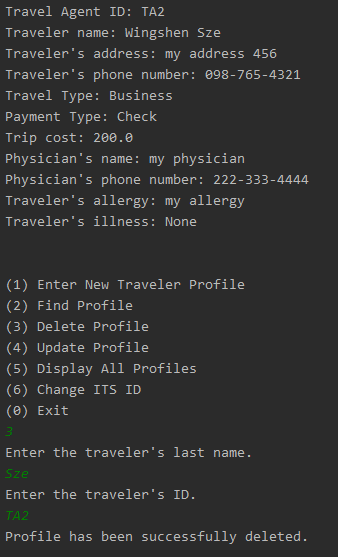 Travel Agent ID: TA2
Traveler name: Wingshen Sze
Traveler's address: my address 456
Traveler's phone number: 098-765-4321
Travel Type: Business
Payment Type: Check
Trip cost: 200.0
Physician's name: my physician
Physician's phone number: 222-333-4444
Traveler's allergy: my allergy
Traveler's illness: None
(1) Enter New Traveler Profile
(2) Find Profile
(3) Delete Profile
(4) Update Profile
(5) Display All Profiles
(6) Change ITS ID
(0) Exit
3
Enter the traveler's last name.
Sze
Enter the traveler's ID.
TA2
Profile has been successfully deleted.